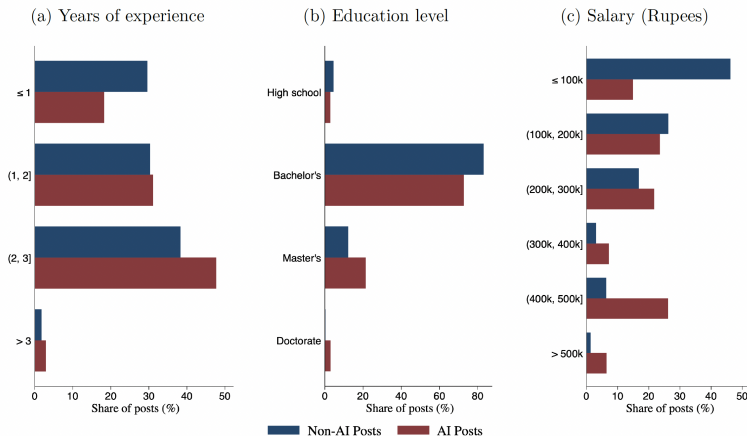 (a) Years of experience
≤ 1
(1, 2]
(2, 3]
> 3
0 10 20 30 40 50
Share of posts (%)
(b) Education level
High school
Bachelor's
Master's
Doctorate
0 20 40 60 80
Share of posts (%)
(c) Salary (Rupees)
≤ 100k
(100k, 200k]
(200k, 300k]
(300k, 400k]
(400k, 500k]
> 500k
0 10 20 30 40 50
Share of posts (%)
Non-AI Posts AI Posts